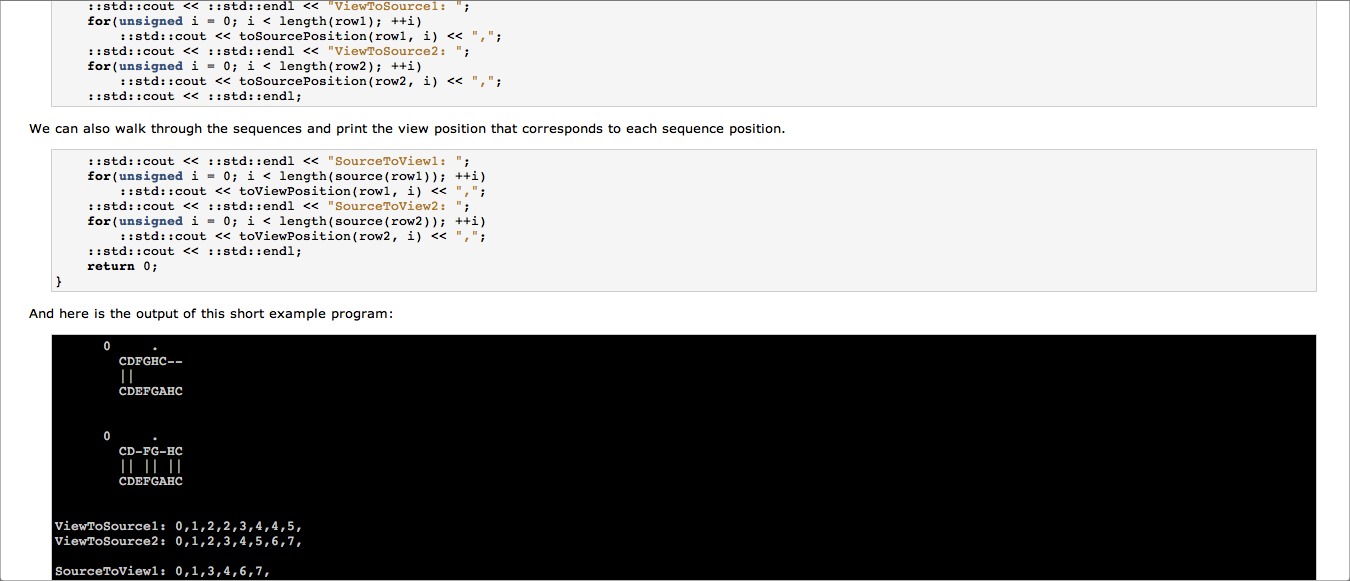 ::std::cout << ::std::endl << "ViewToSource1: ";
for(unsigned i = 0; i < length(row1); ++i)
::std::cout << toSourcePosition(row1, i) << ",";
::std::cout << ::std::endl << "ViewToSource2: ";
for(unsigned i = 0; i < length(row2); ++i)
::std::cout << toSourcePosition(row2, i) << ",";
::std::cout << ::std::endl;
We can also walk through the sequences and print the view position that corresponds to each sequence position.
::std::cout << ::std::endl << "SourceToView1: ";
for(unsigned i = 0; i < length(source(row1)); ++i)
::std::cout << toViewPosition(row1, i) << ",";
::std::cout << ::std::endl << "SourceToView2: ";
for(unsigned i = 0; i < length(source(row2)); ++i)
::std::cout << toViewPosition(row2, i) << ",";
::std::cout << ::std::endl;
return 0;
}
And here is the output of this short example program:
0     .
CDFGHC--
||
CDEFGAHC
0     .
CD-FG-HC
|| || ||
CDEFGAHC
ViewToSource1: 0,1,2,2,3,4,4,5,
ViewToSource2: 0,1,2,3,4,5,6,7,
SourceToView1: 0,1,3,4,6,7,